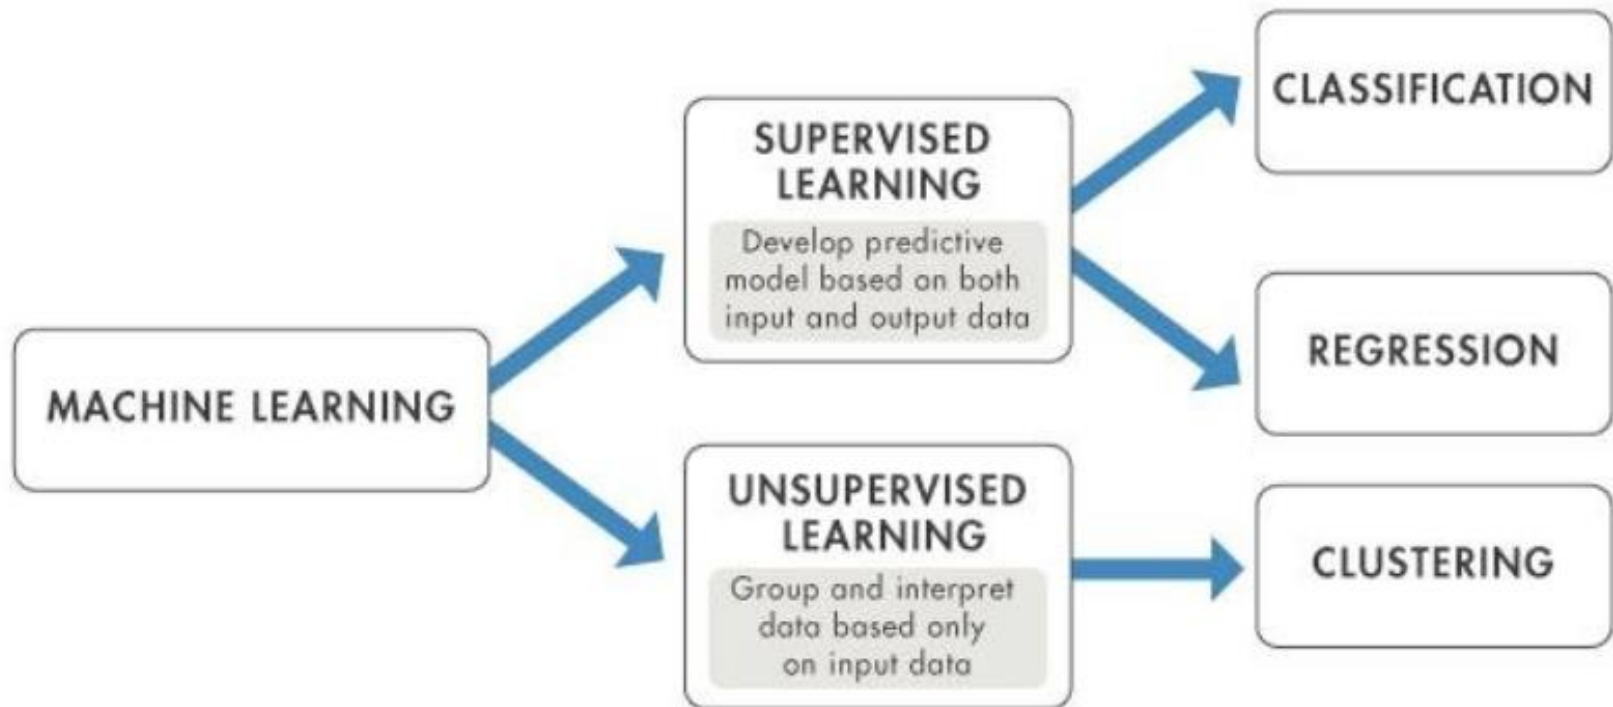 MACHINE LEARNING
SUPERVISED
LEARNING
Develop predictive
model based on both
input and output data
UNSUPERVISED
LEARNING
Group and interpret
data based only
on input data
CLASSIFICATION
REGRESSION
CLUSTERING